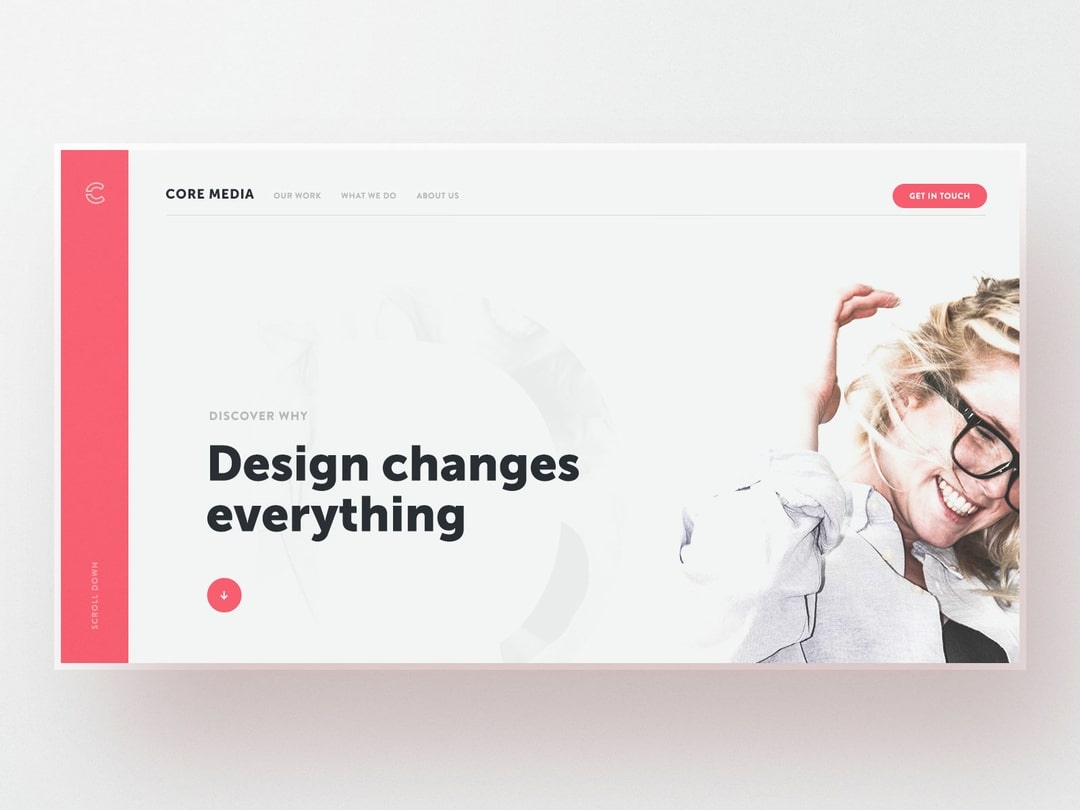 CORE MEDIA OUR WORK WHAT WE DO ABOUT US GET IN TOUCH
DISCOVER WHY
Design changes
everything
SCROLL DOWN